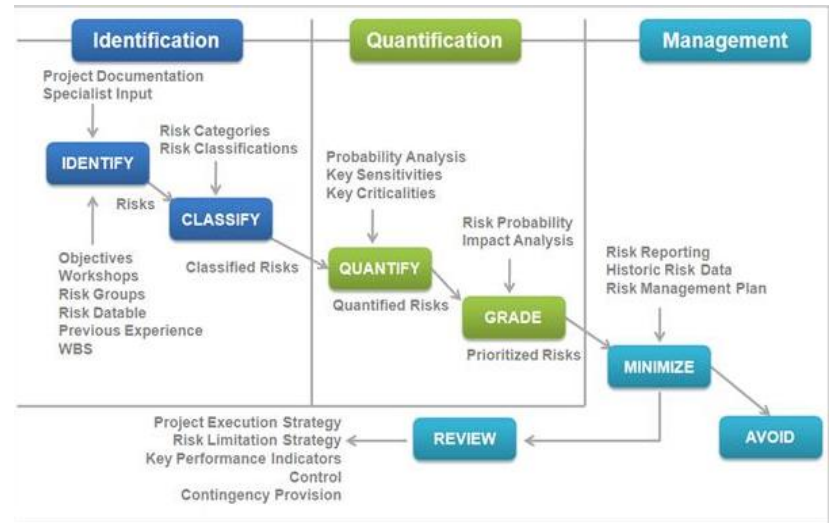 Identification
Quantification
Management
Project Documentation
Specialist Input
IDENTIFY
Risk Categories
Risk Classifications
Risks
CLASSIFY
Objectives
Workshops
Risk Groups
Risk Datable
Previous Experience
WBS
Classified Risks
Probability Analysis
Key Sensitivities
Key Criticalities
QUANTIFY
Quantified Risks
Risk Probability
Impact Analysis
GRADE
Prioritized Risks
Risk Reporting
Historic Risk Data
Risk Management Plan
MINIMIZE
AVOID
REVIEW
Project Execution Strategy
Risk Limitation Strategy
Key Performance Indicators
Control
Contingency Provision